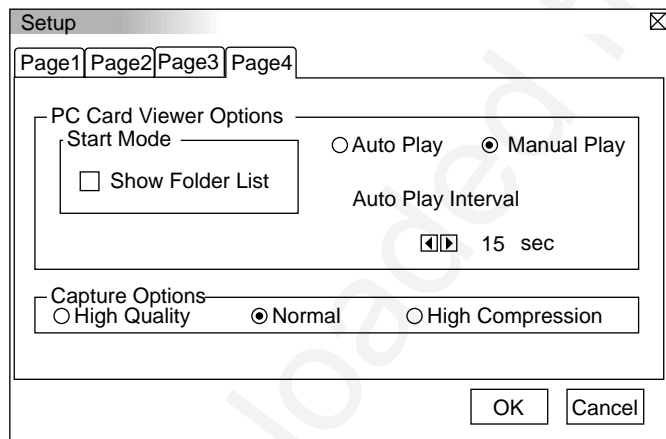 Setup
Page1 Page2 Page3 Page4
PC Card Viewer Options
Start Mode
Show Folder List
Auto Play Manual Play
Auto Play Interval
15 sec
Capture Options
High Quality Normal High Compression
OK Cancel